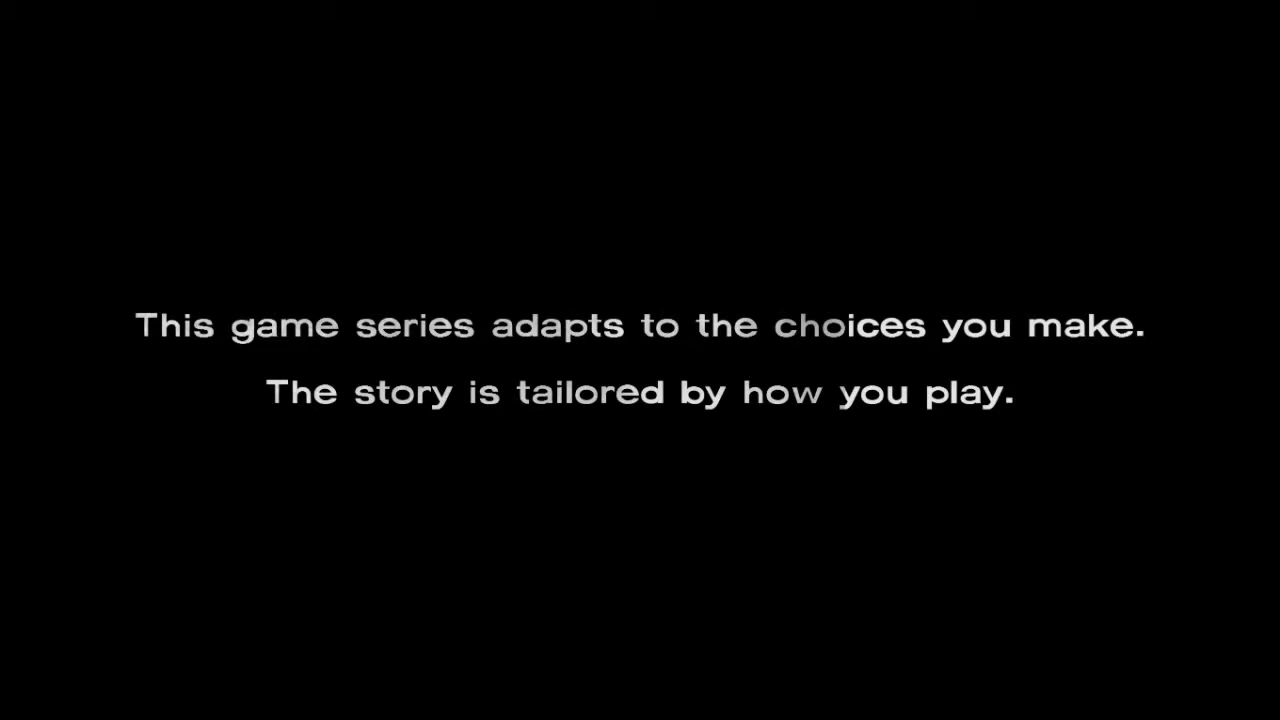 This game series adapts to the choices you make.
The story is tailored by how you play.